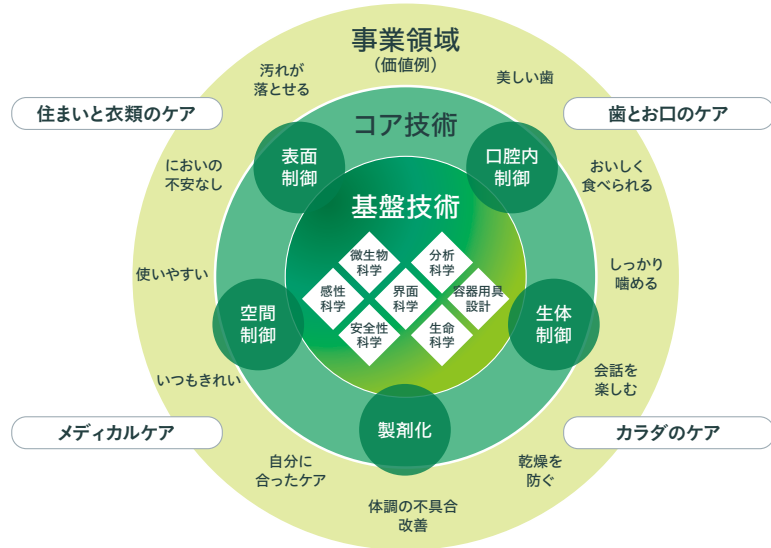 事業領域
（価値例）
汚れが
落とせる
美しい歯
住まいと衣類のケア
歯とお口のケア
コア技術
表面
制御
口腔内
制御
においの
不安なし
おいしく
食べられる
基盤技術
微生物
科学
分析
科学
使いやすい
感性
科学
界面
科学
容器用具
設計
しっかり
噛める
空間
制御
安全性
科学
生命
科学
生体
制御
いつもきれい
会話を
楽しむ
メディカルケア
製剤化
カラダのケア
自分に
合ったケア
乾燥を
防ぐ
体調の不具合
改善